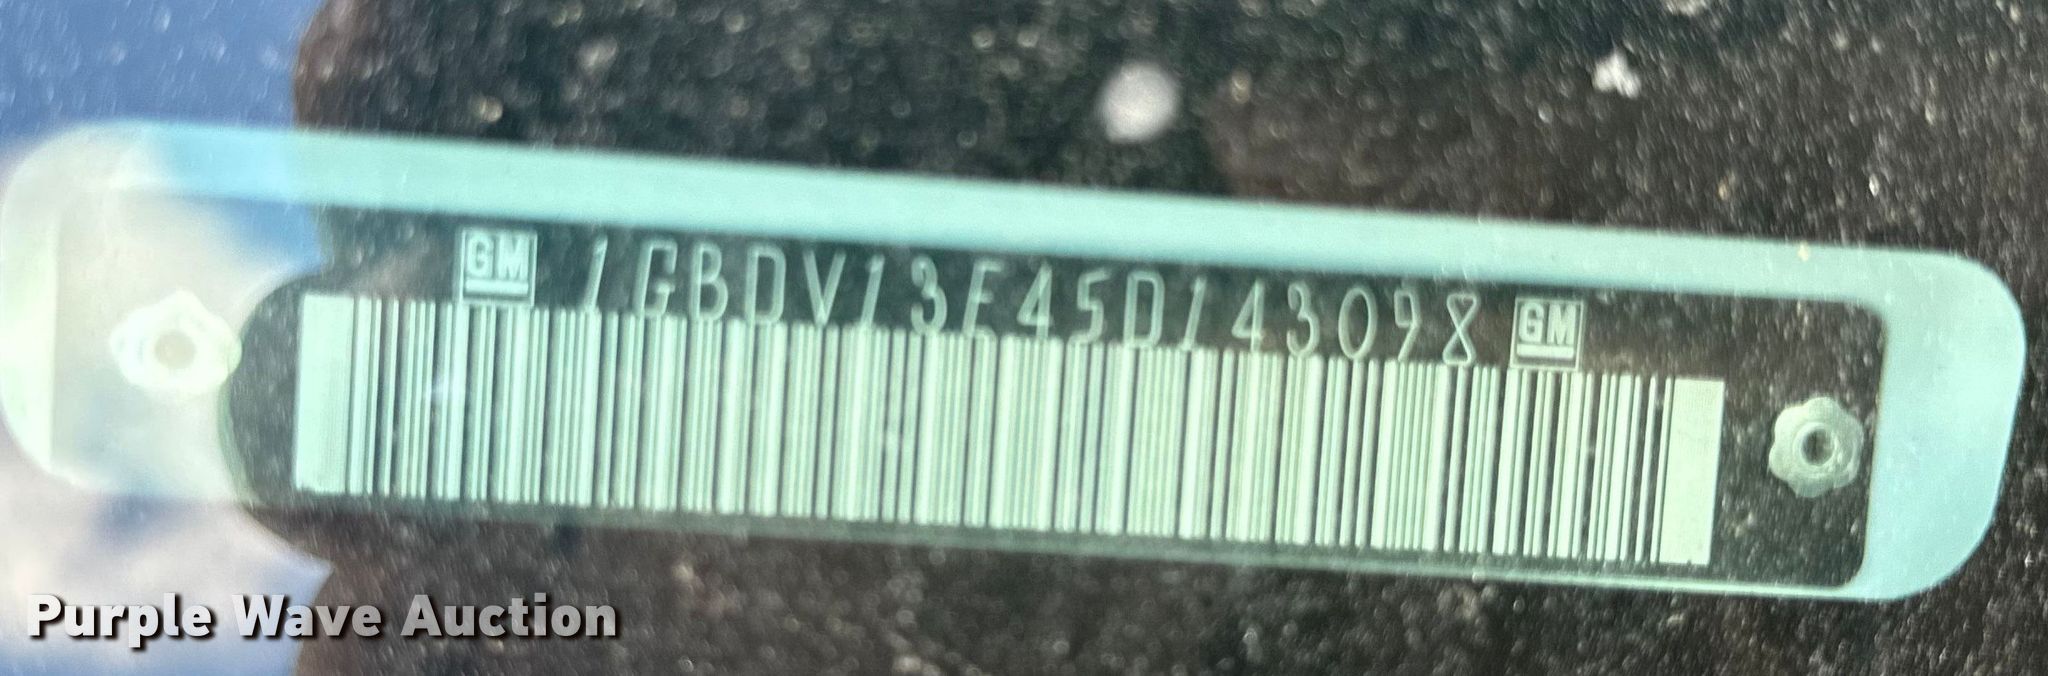 GM 1GBDV13E45D143098 GM
Purple Wave Auction